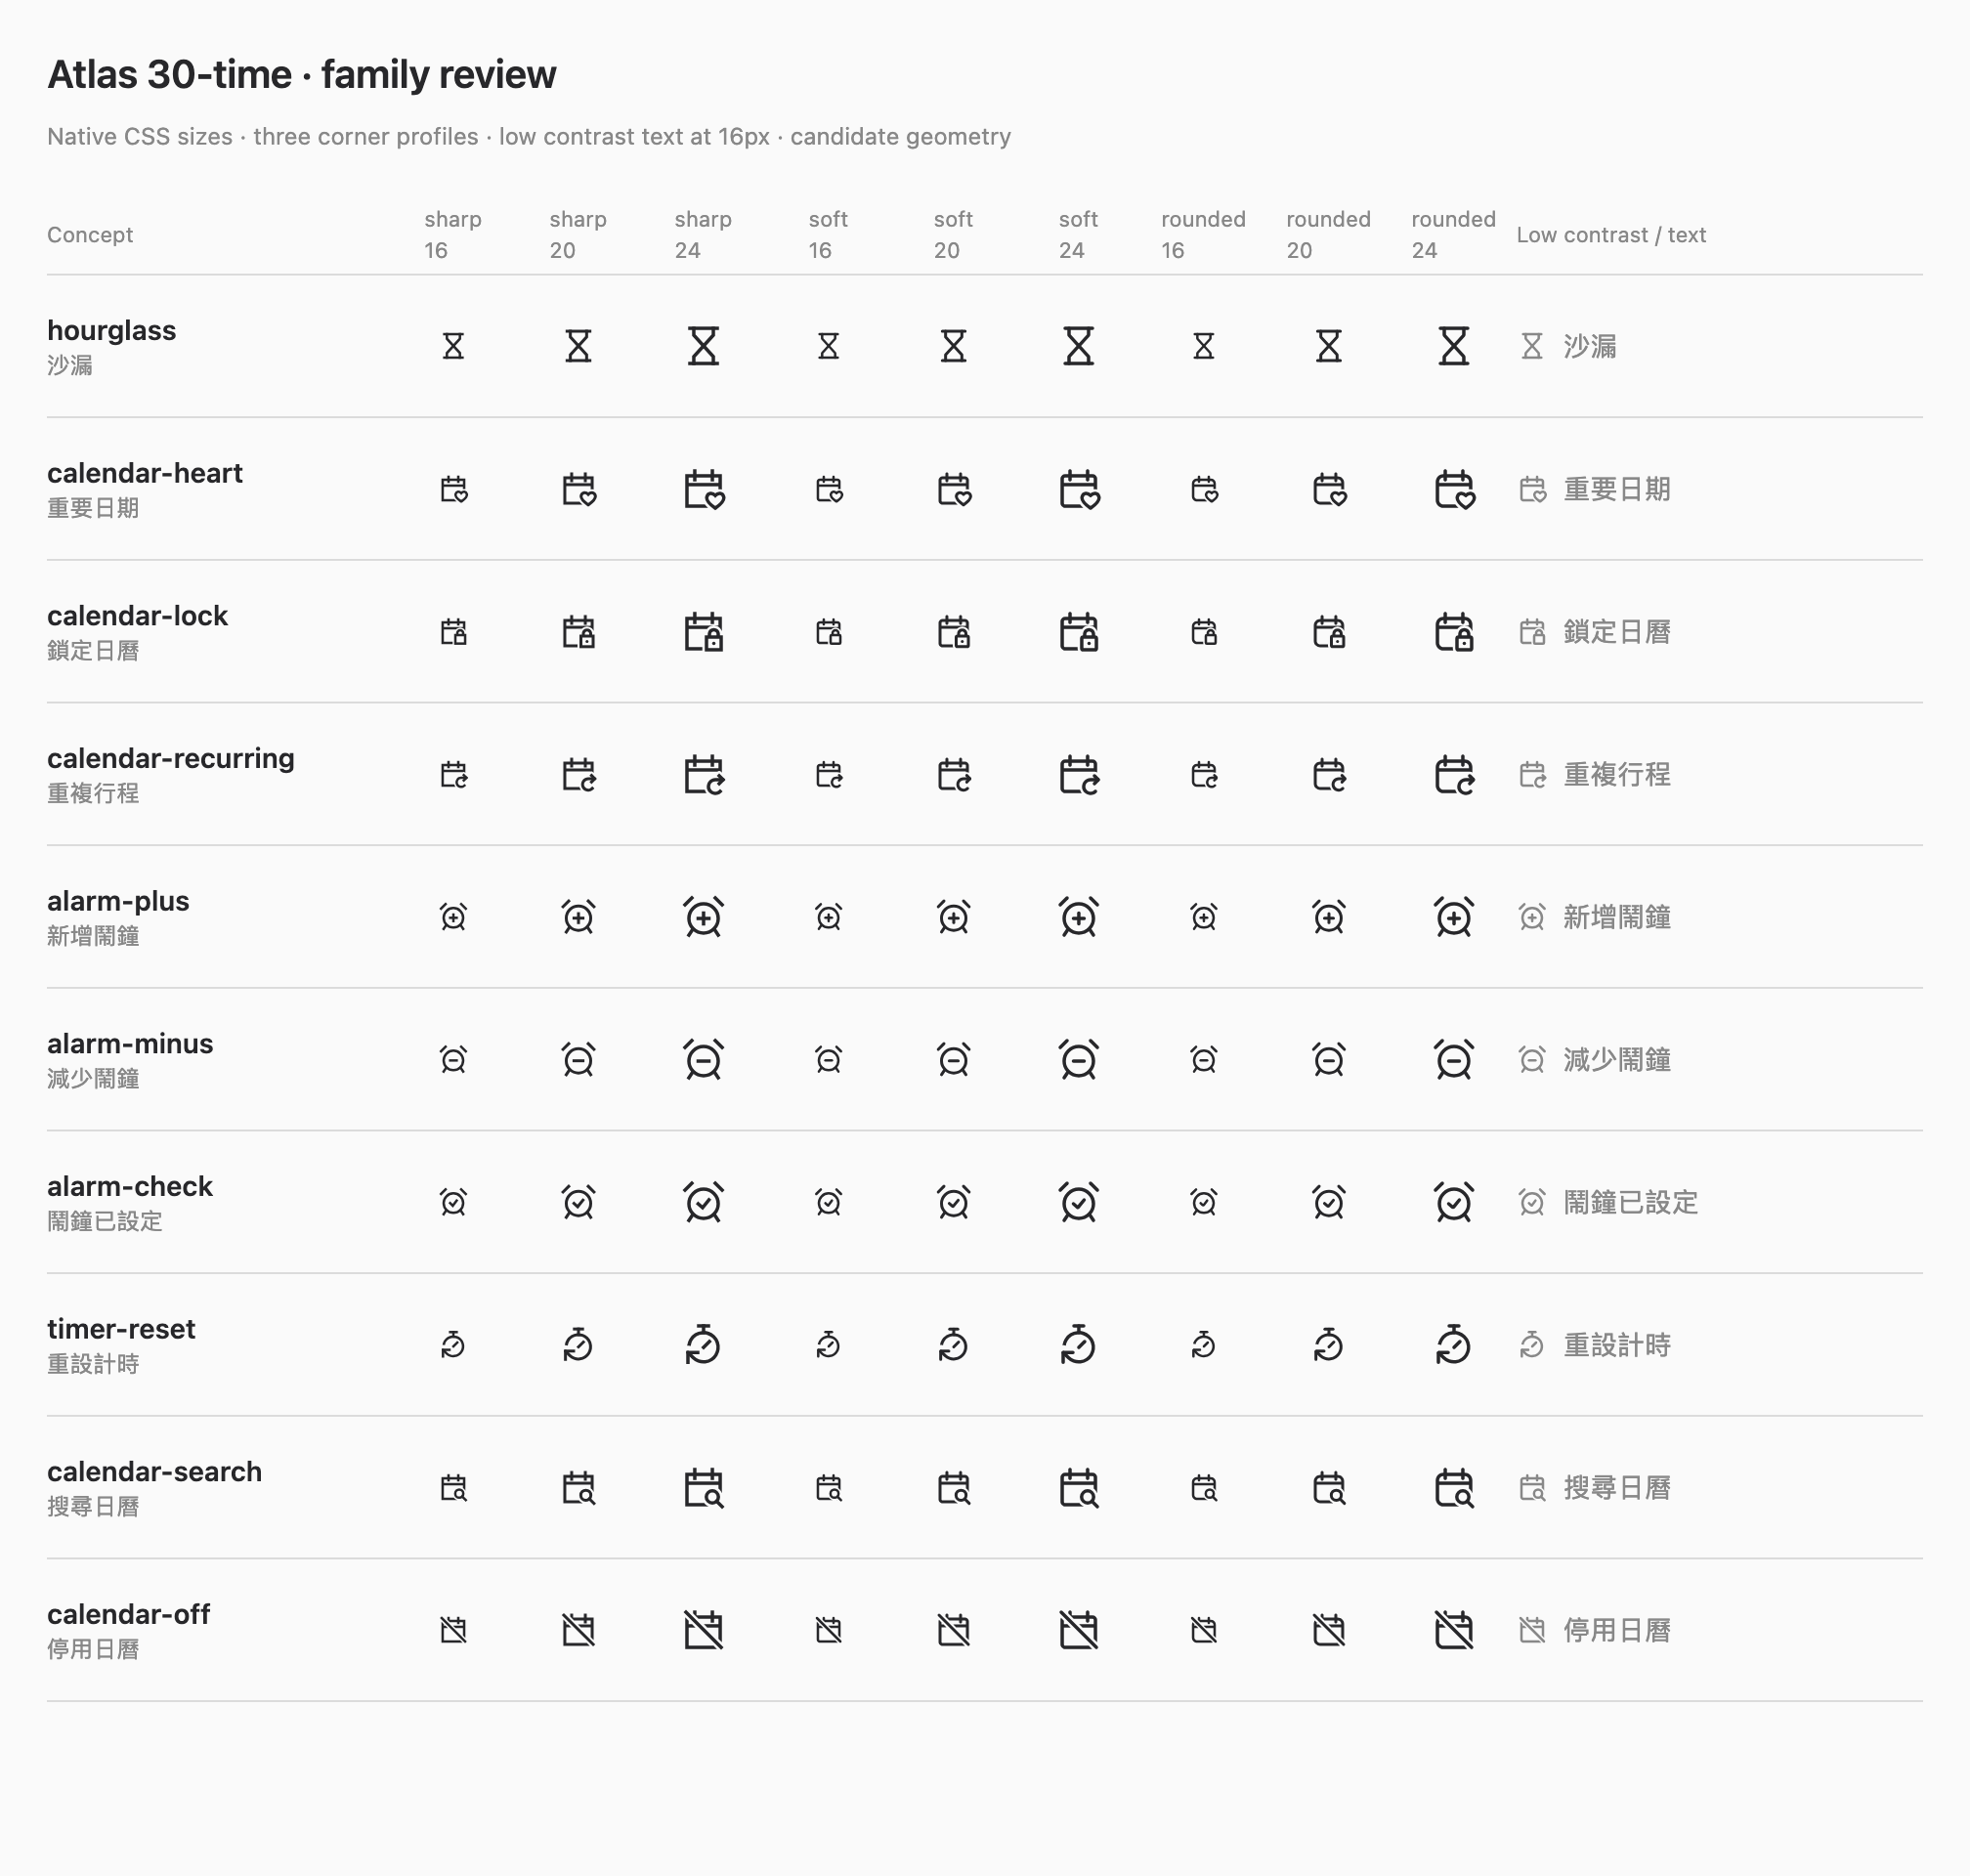 Atlas 30-time · family review
Native CSS sizes · three corner profiles · low contrast text at 16px · candidate geometry
Concept
sharp 16
sharp 20
sharp 24
soft 16
soft 20
soft 24
rounded 16
rounded 20
rounded 24
Low contrast / text
hourglass
沙漏
沙漏
calendar-heart
重要日期
重要日期
calendar-lock
鎖定日曆
鎖定日曆
calendar-recurring
重複行程
重複行程
alarm-plus
新增鬧鐘
新增鬧鐘
alarm-minus
減少鬧鐘
減少鬧鐘
alarm-check
鬧鐘已設定
鬧鐘已設定
timer-reset
重設計時
重設計時
calendar-search
搜尋日曆
搜尋日曆
calendar-off
停用日曆
停用日曆